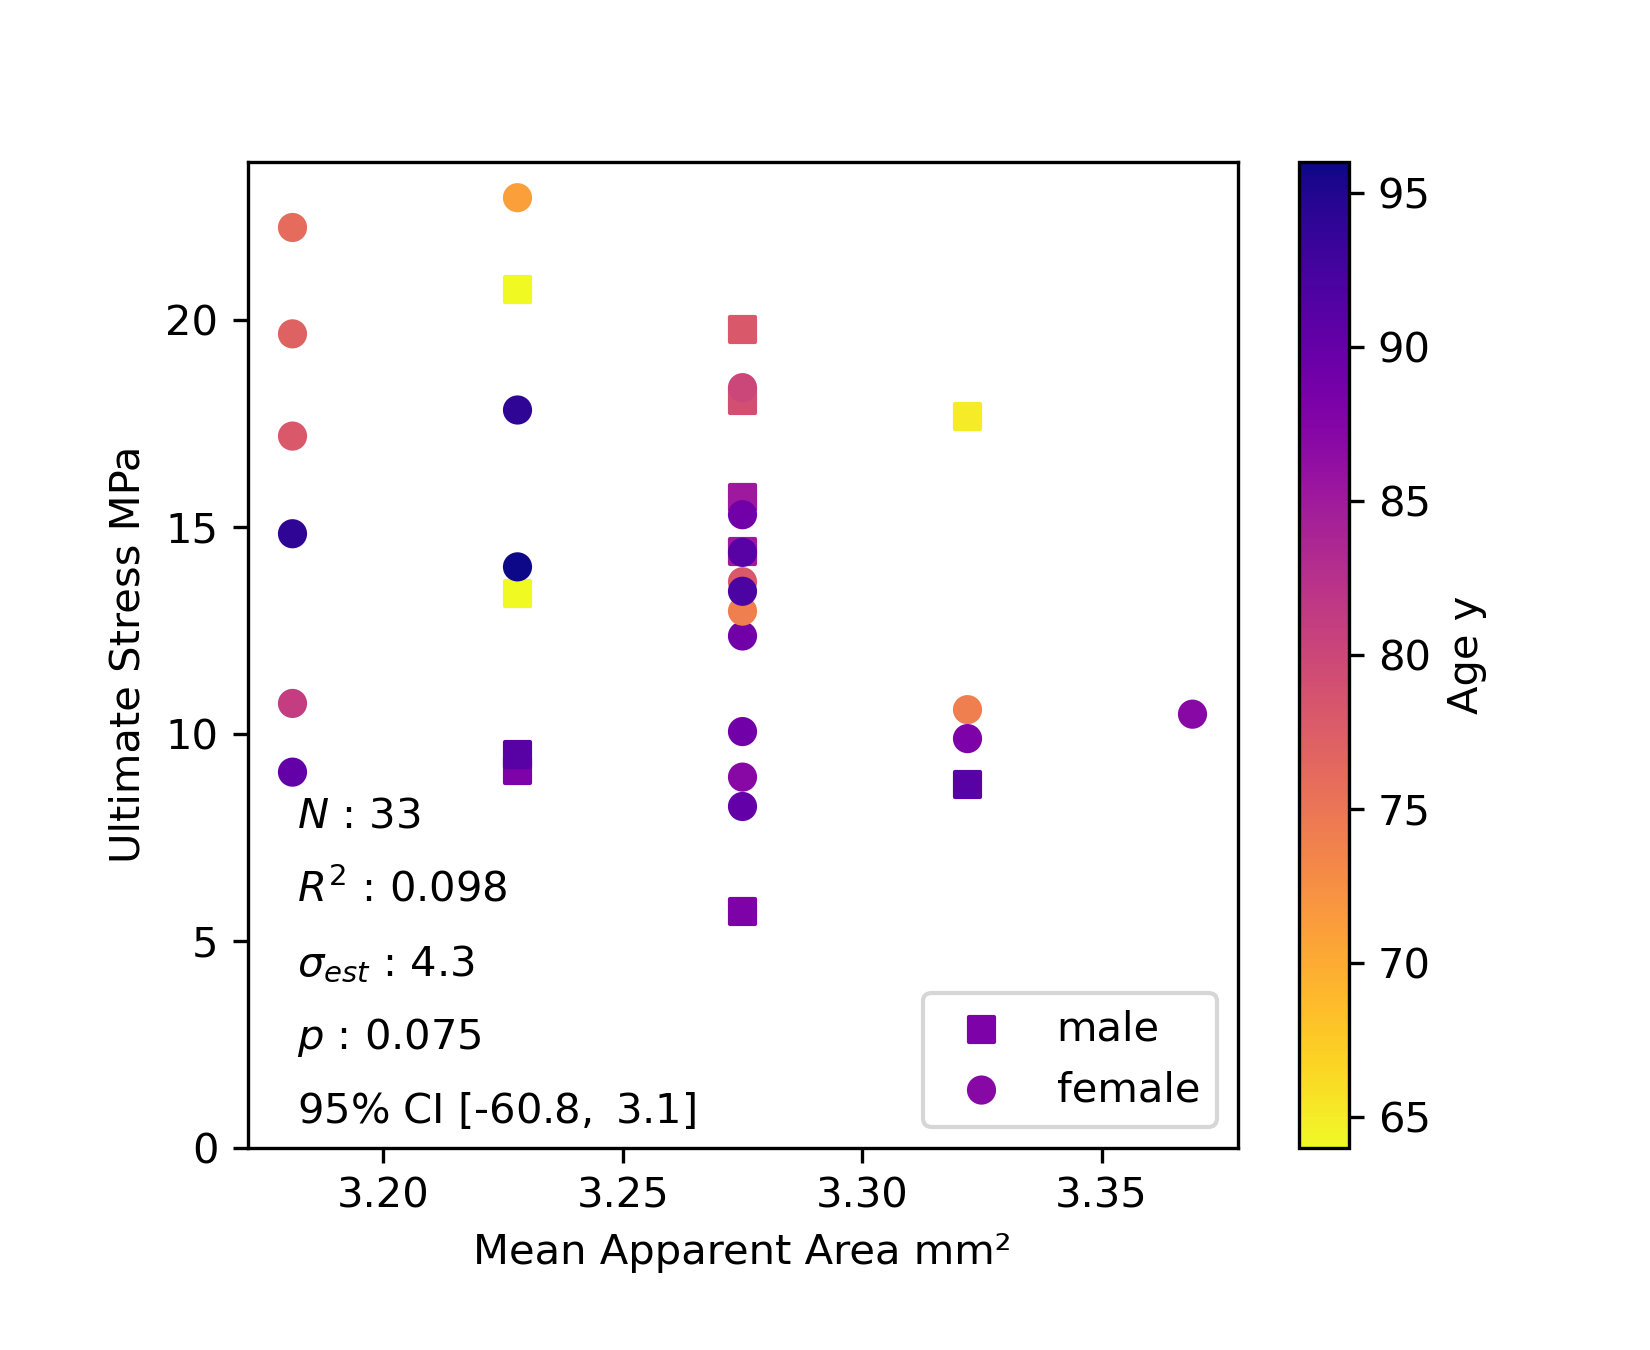 Ultimate Stress MPa
20
15
10
5
0
N : 33
R² : 0.098
σest : 4.3
p : 0.075
95% CI [-60.8, 3.1]
male
female
3.20
3.25
3.30
3.35
Mean Apparent Area mm²
95
90
85
80
75
70
65
Age y